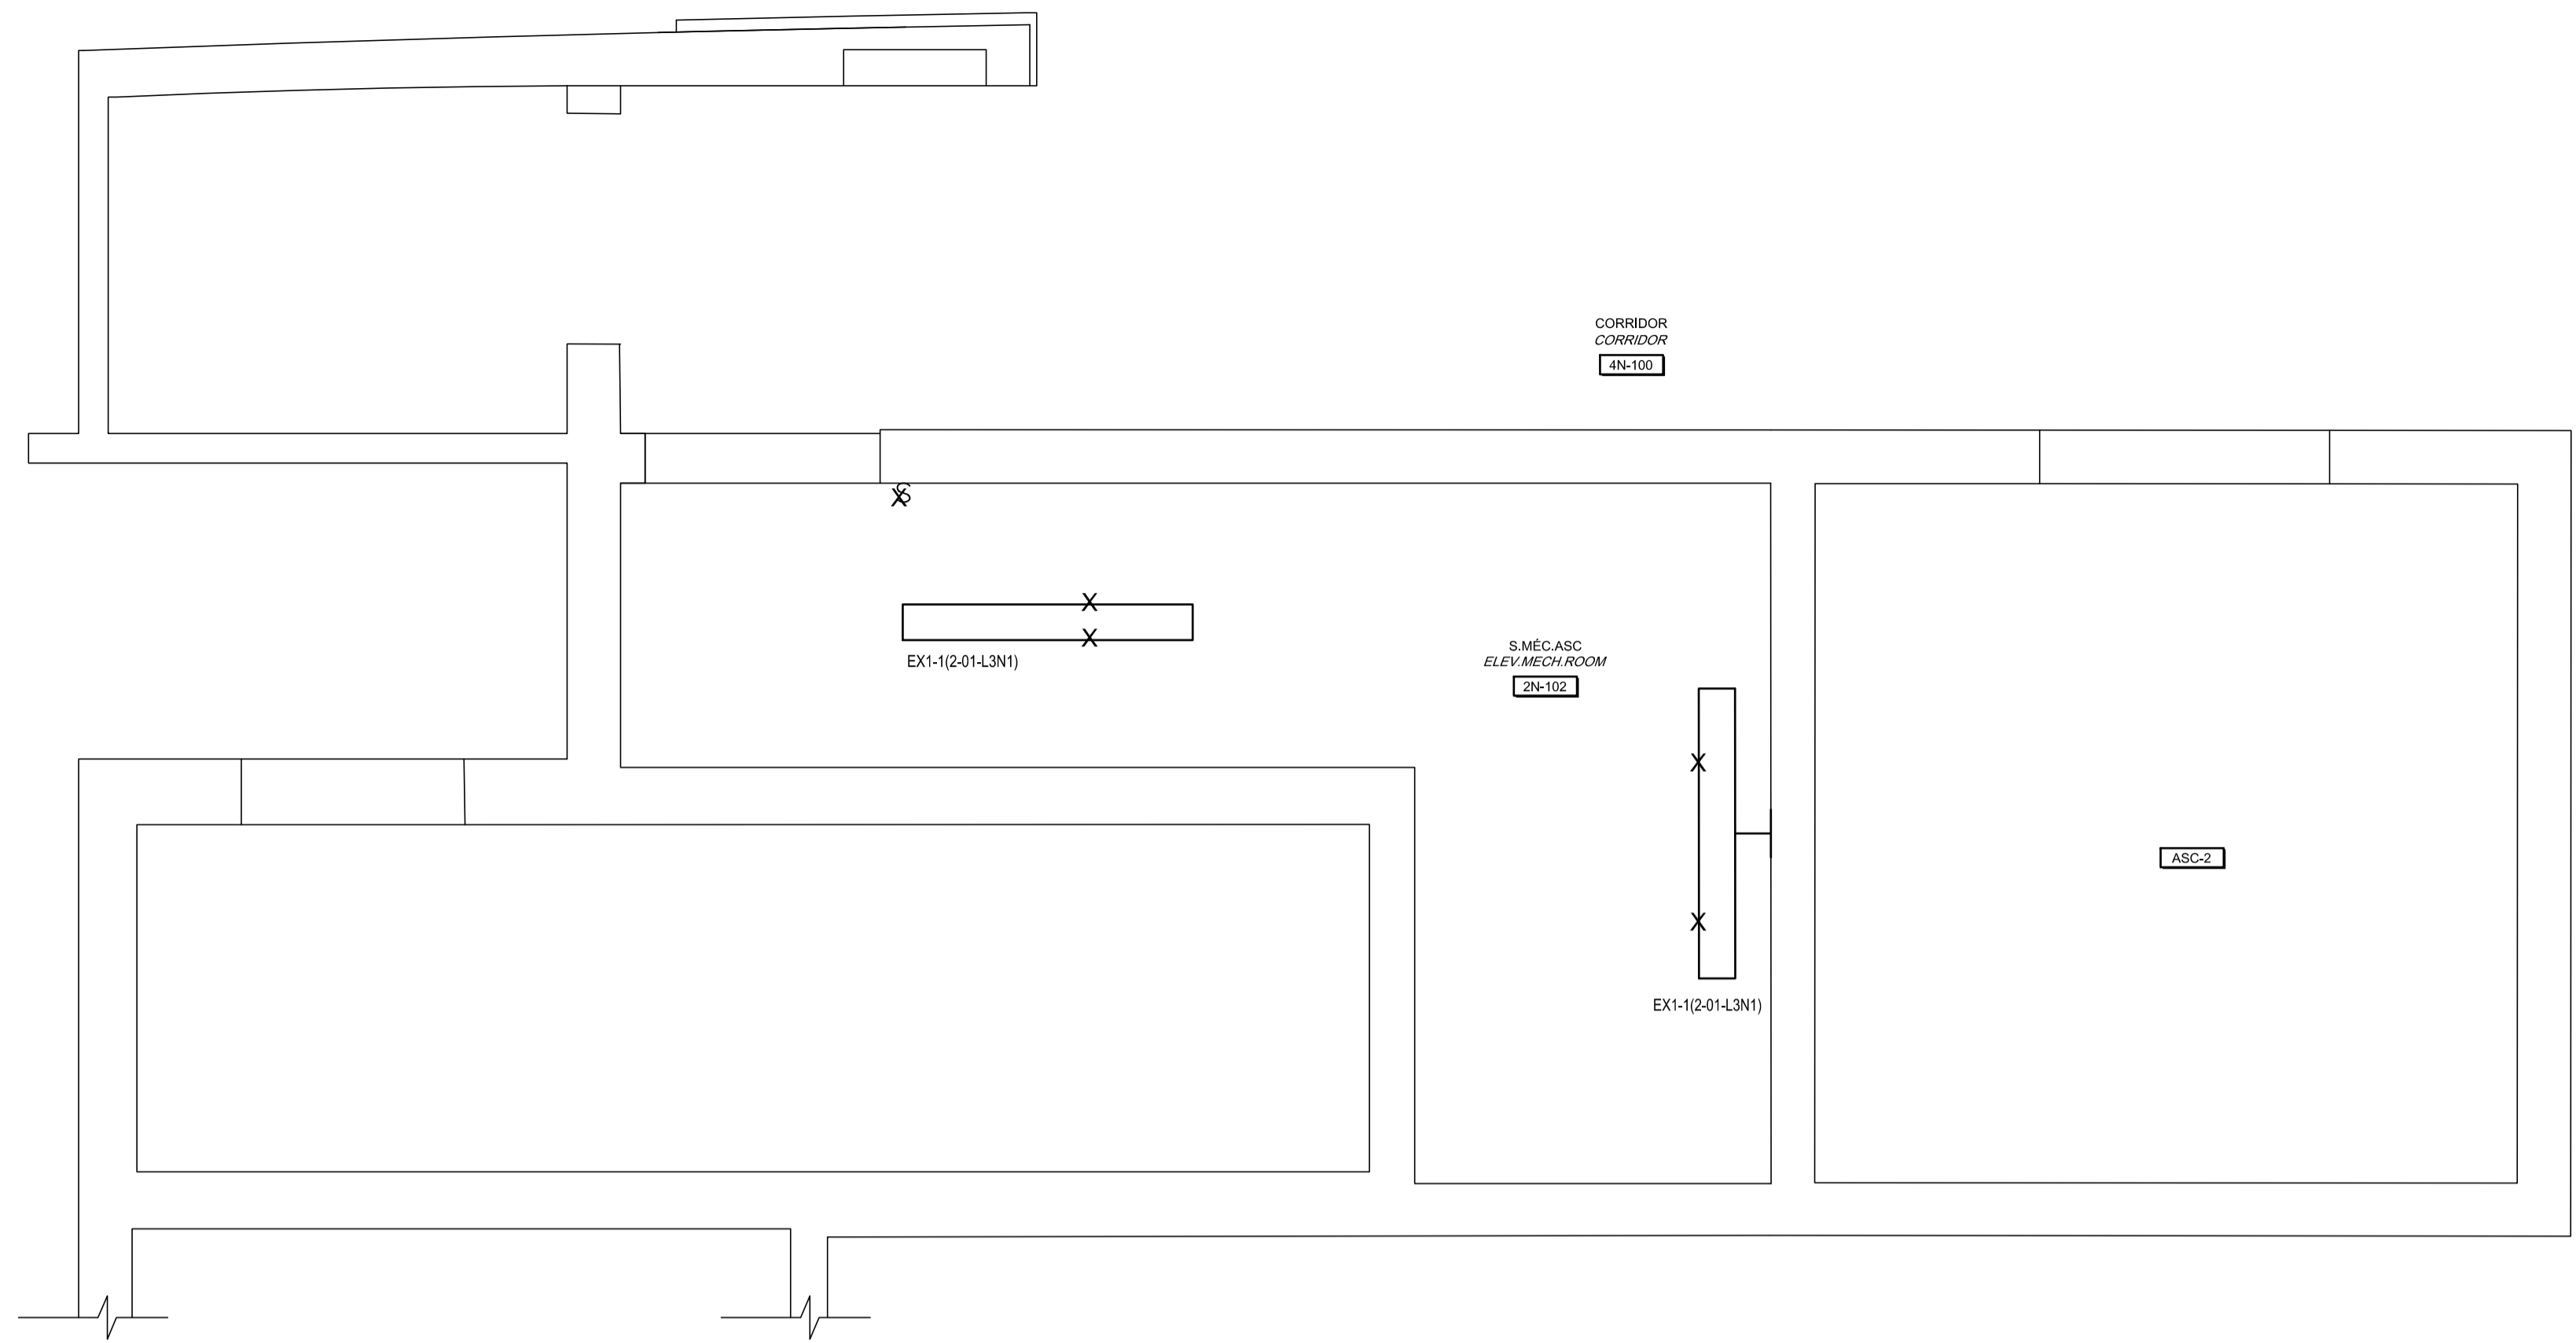 CORRIDOR
CORRIDOR
4N-100
S
X
X
X
EX1-1(2-01-L3N1)
S.MÉC.ASC
ELEV.MECH.ROOM
2N-102
X
X
EX1-1(2-01-L3N1)
ASC-2